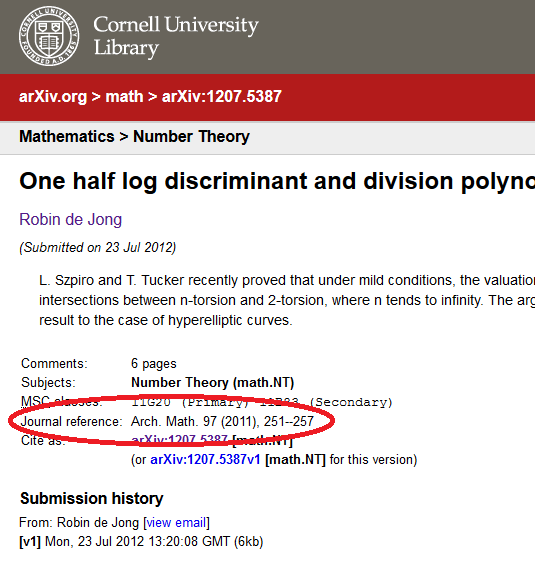 CORNELL UNIVERSITY
FOUNDED A.D. 1865
Cornell University
Library
arXiv.org > math > arXiv:1207.5387
Mathematics > Number Theory
One half log discriminant and division polyno
Robin de Jong
(Submitted on 23 Jul 2012)
L. Szpiro and T. Tucker recently proved that under mild conditions, the valuation
intersections between n-torsion and 2-torsion, where n tends to infinity. The arg
result to the case of hyperelliptic curves.
Comments: 6 pages
Subjects: Number Theory (math.NT)
MSC classes: 11G20 (Primary) 14B83 (Secondary)
Journal reference: Arch. Math. 97 (2011), 251--257
Cite as: arXiv:1207.5387 [math.NT]
(or arXiv:1207.5387v1 [math.NT] for this version)
Submission history
From: Robin de Jong [view email]
[v1] Mon, 23 Jul 2012 13:20:08 GMT (6kb)